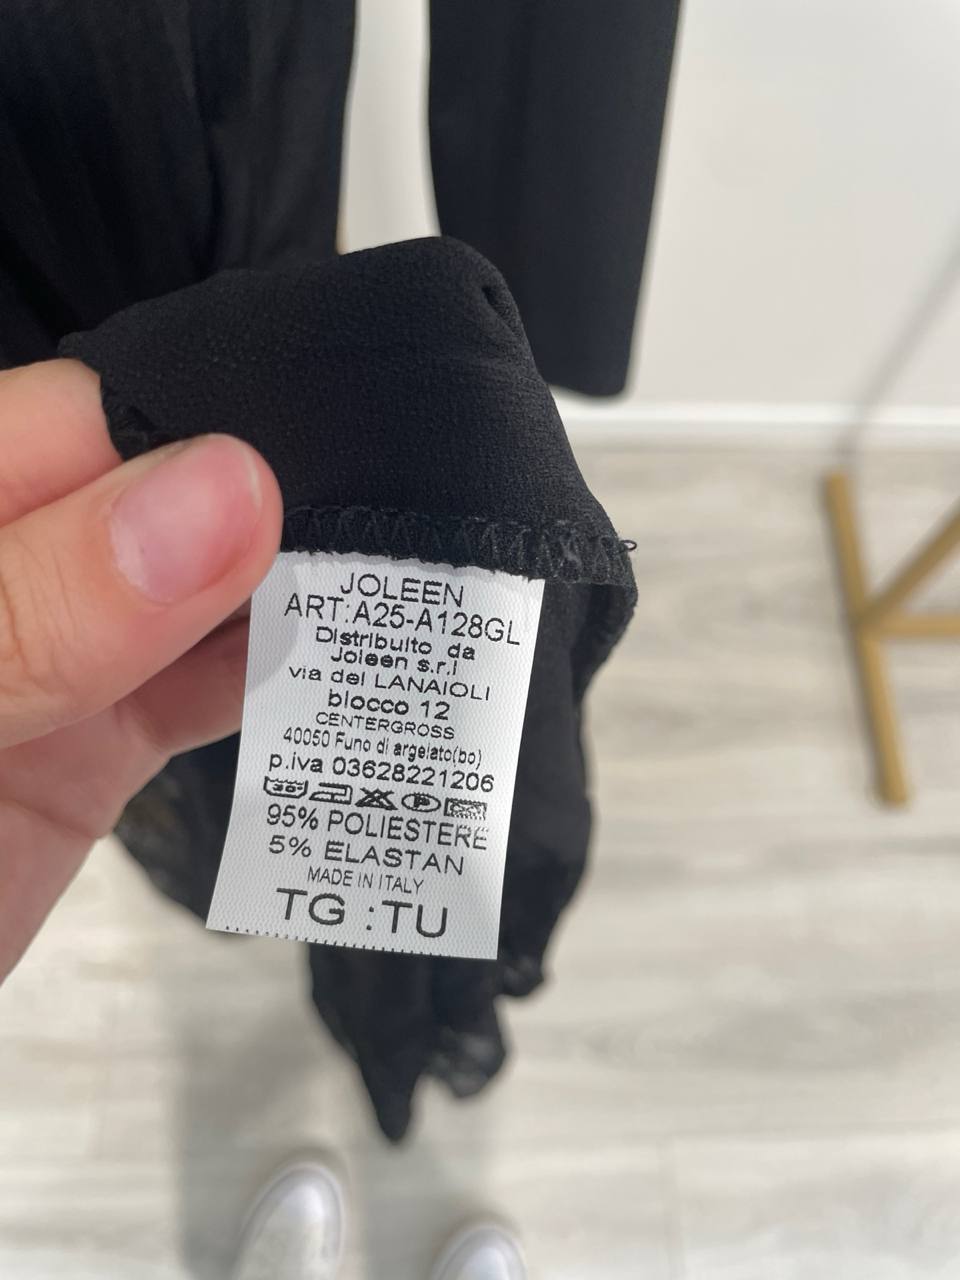 JOLEEN
ART:A25-A128GL
Distribuito da
Joleen s.r.l
via dei LANAIOLI
blocco 12
CENTERGROSS
40050 Funo di argelato(bo)
p.iva 03628221206
95% POLIESTERE
5% ELASTAN
MADE IN ITALY
TG :TU